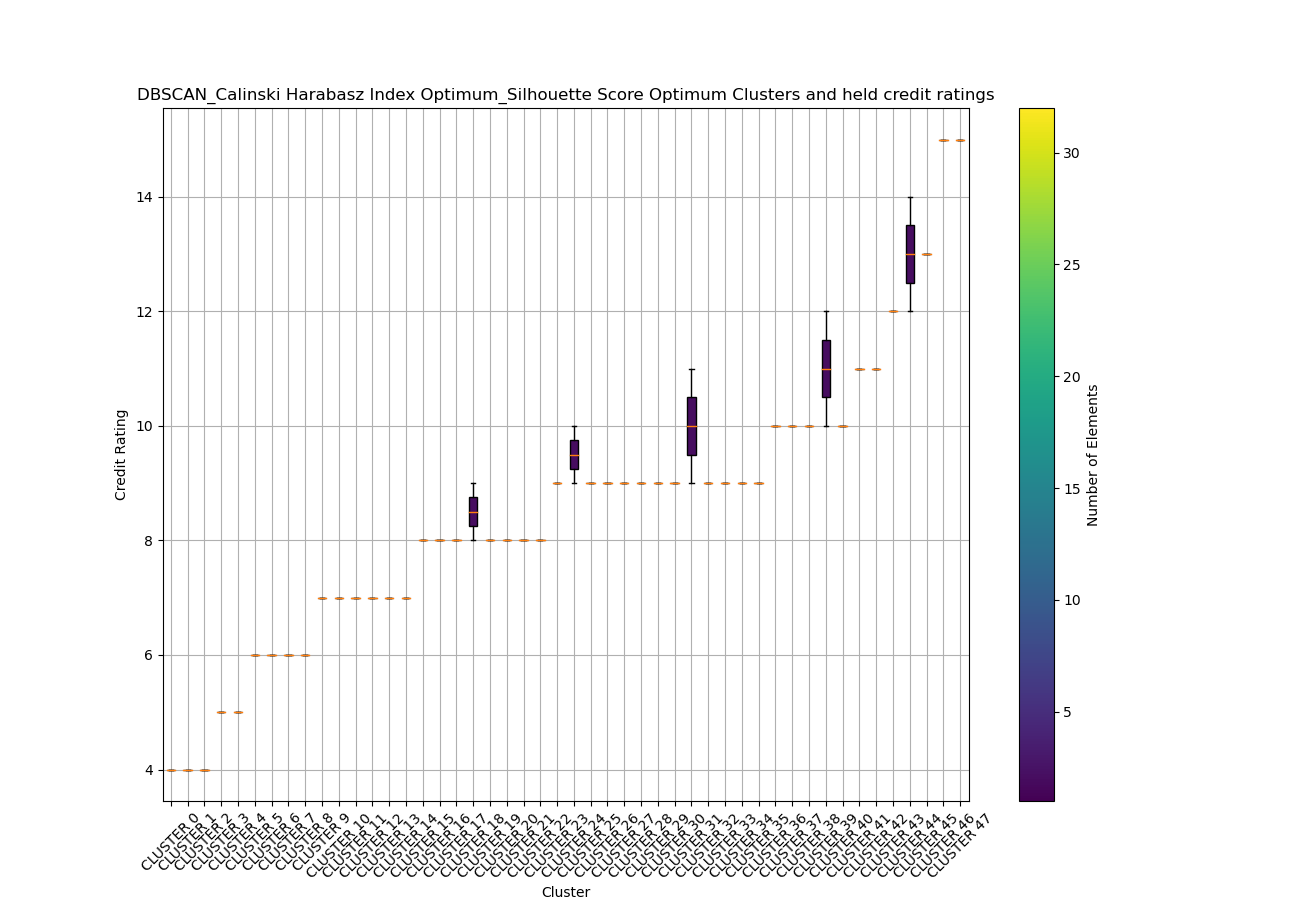 DBSCAN_Calinski Harabasz Index Optimum_Silhouette Score Optimum Clusters and held credit ratings
14
12
10
8
6
4
Credit Rating
CLUSTER 0
CLUSTER 1
CLUSTER 2
CLUSTER 3
CLUSTER 4
CLUSTER 5
CLUSTER 6
CLUSTER 7
CLUSTER 8
CLUSTER 9
CLUSTER 10
CLUSTER 11
CLUSTER 12
CLUSTER 13
CLUSTER 14
CLUSTER 15
CLUSTER 16
CLUSTER 17
CLUSTER 18
CLUSTER 19
CLUSTER 20
CLUSTER 21
CLUSTER 22
CLUSTER 23
CLUSTER 24
CLUSTER 25
CLUSTER 26
CLUSTER 27
CLUSTER 28
CLUSTER 29
CLUSTER 30
CLUSTER 31
CLUSTER 32
CLUSTER 33
CLUSTER 34
CLUSTER 35
CLUSTER 36
CLUSTER 37
CLUSTER 38
CLUSTER 39
CLUSTER 40
CLUSTER 41
CLUSTER 42
CLUSTER 43
CLUSTER 44
CLUSTER 45
CLUSTER 46
CLUSTER 47
Cluster
30
25
20
15
10
5
Number of Elements